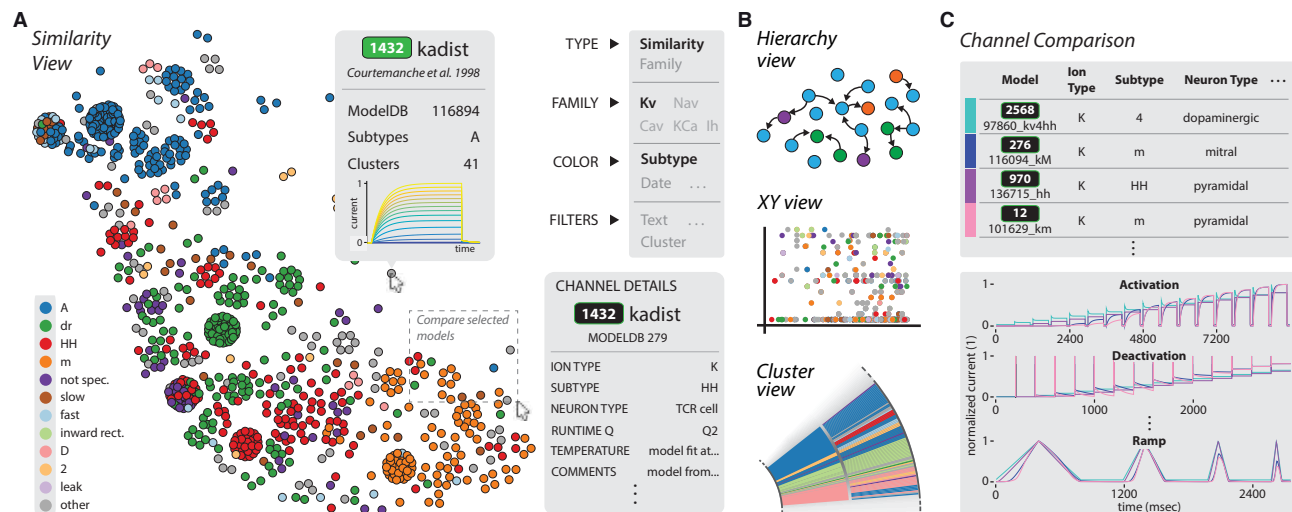 A
Similarity
View
1432 kadist
Courtemanche et al. 1998
ModelDB 116894
Subtypes A
Clusters 41
1
current
0
time
Compare selected
models
A
dr
HH
m
not spec.
slow
fast
inward rect.
D
2
leak
other
TYPE ▶ Similarity
Family
FAMILY ▶ Kv Nav
Cav KCa Ih
COLOR ▶ Subtype
Date ...
FILTERS ▶ Text ...
Cluster
CHANNEL DETAILS
1432 kadist
MODELDB 279
ION TYPE K
SUBTYPE HH
NEURON TYPE TCR cell
RUNTIME Q Q2
TEMPERATURE model fit at...
COMMENTS model from...
⋮
B
Hierarchy
view
XY view
Cluster
view
C
Channel Comparison
Model Ion Type Subtype Neuron Type ...
2568
97860_kv4hh K 4 dopaminergic
276
116094_kM K m mitral
970
136715_hh K HH pyramidal
12
101629_km K m pyramidal
⋮
normalized current (1)
Activation
1
0
0 2400 4800 7200
Deactivation
1
0
0 1000 2000
⋮
Ramp
1
0
0 1200 2400
time (msec)